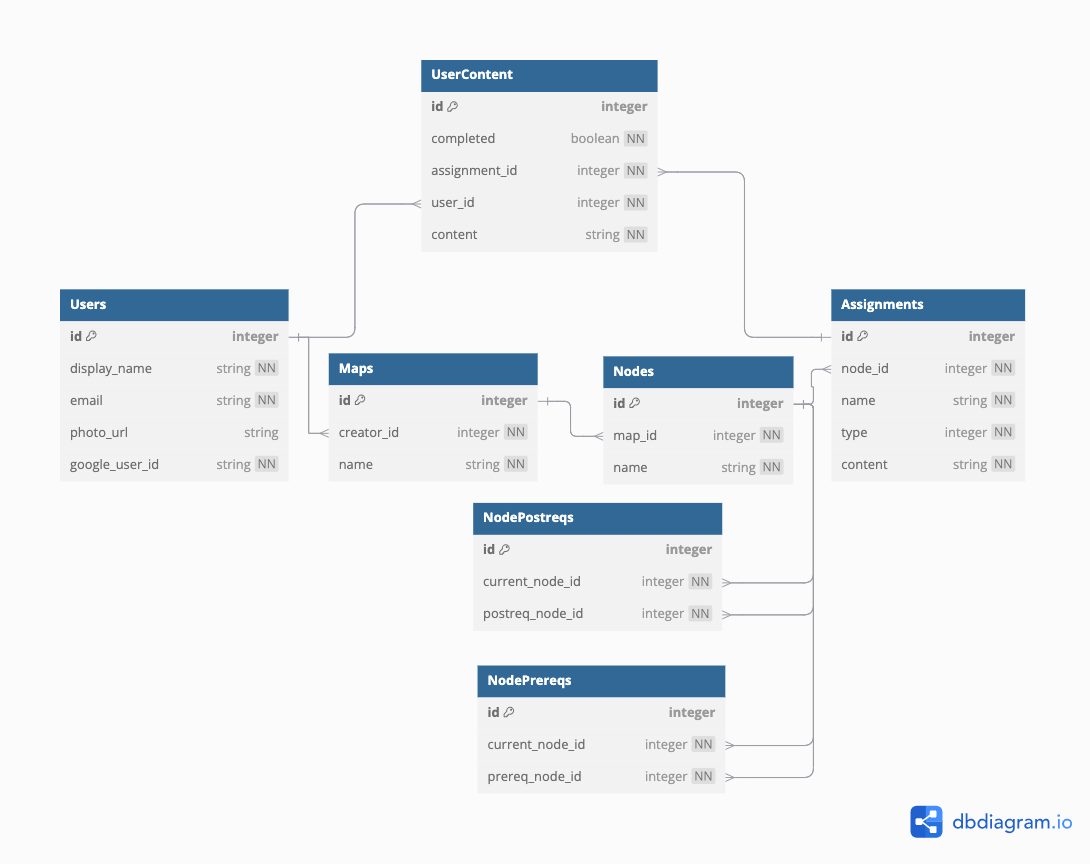 UserContent
id integer
completed boolean NN
assignment_id integer NN
user_id integer NN
content string NN
Users
id integer
display_name string NN
email string NN
photo_url string
google_user_id string NN
Maps
id integer
creator_id integer NN
name string NN
Nodes
id integer
map_id integer NN
name string NN
Assignments
id integer
node_id integer NN
name string NN
type integer NN
content string NN
NodePostreqs
id integer
current_node_id integer NN
postreq_node_id integer NN
NodePrereqs
id integer
current_node_id integer NN
prereq_node_id integer NN
dbdiagram.io